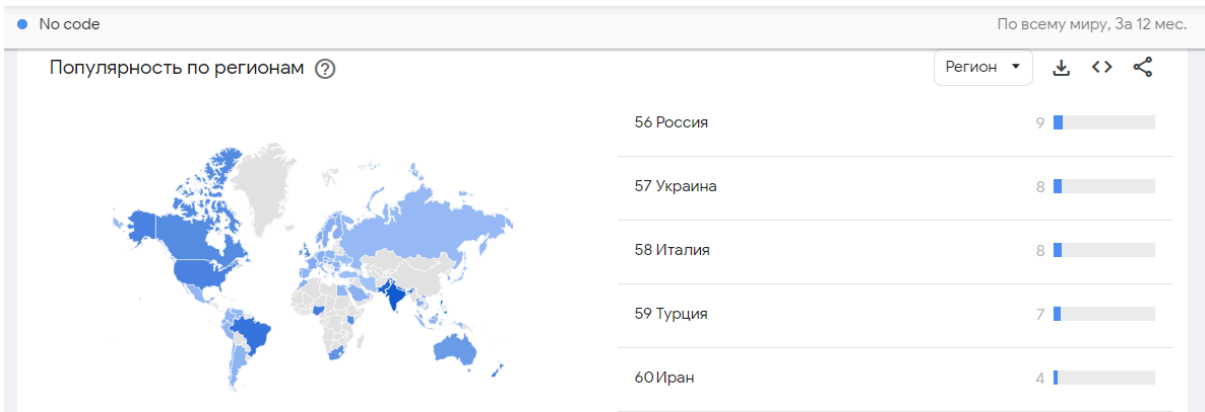 No code
По всему миру, За 12 мес.
Популярность по регионам
Регион
56 Россия 9
57 Украина 8
58 Италия 8
59 Турция 7
60 Иран 4